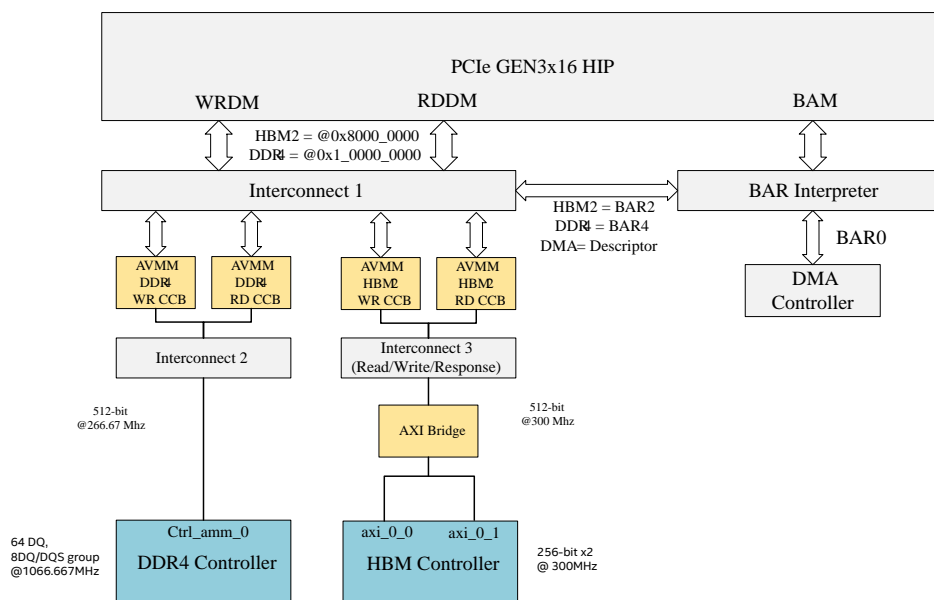 PCIe GEN3x16 HIP
WRDM
RDDM
BAM
HBM2 = @0x8000_0000
DDR4 = @0x1_0000_0000
Interconnect 1
BAR Interpreter
HBM2 = BAR2
DDR4 = BAR4
DMA= Descriptor
BAR0
AVMM
DDR4
WR CCB
AVMM
DDR4
RD CCB
AVMM
HBM2
WR CCB
AVMM
HBM2
RD CCB
DMA
Controller
Interconnect 2
Interconnect 3
(Read/Write/Response)
512-bit
@266.67 Mhz
512-bit
@300 Mhz
AXI Bridge
64 DQ,
8DQ/DQS group
@1066.667MHz
Ctrl_amm_0
DDR4 Controller
axi_0_0
axi_0_1
HBM Controller
256-bit x2
@ 300MHz